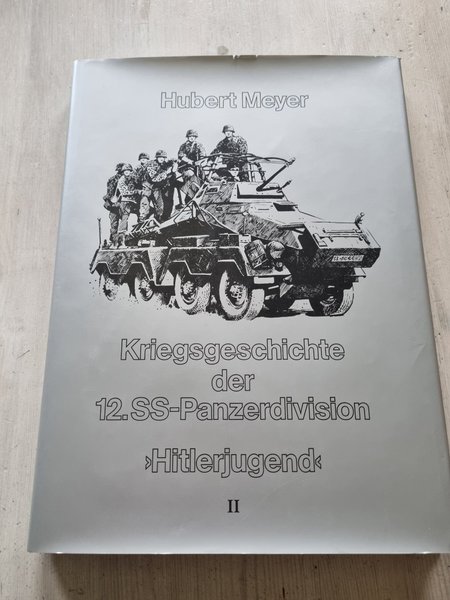 Hubert Meyer
Kriegsgeschichte
der
12.SS-Panzerdivision
›Hitlerjugend‹
II